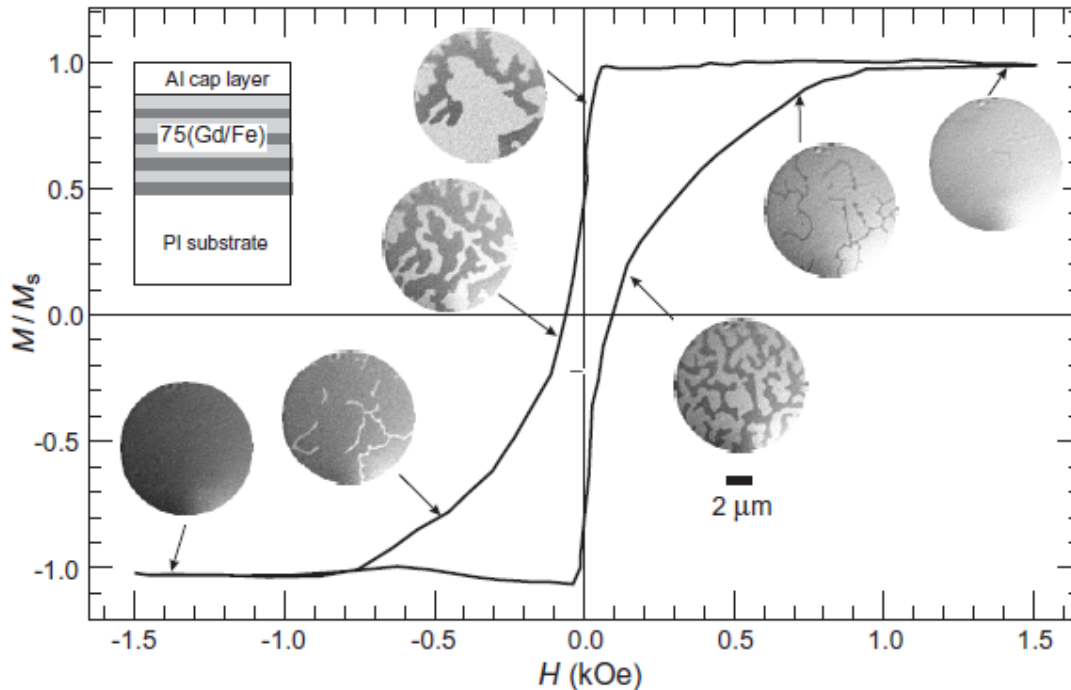 Al cap layer
75(Gd/Fe)
PI substrate
1.0
0.5
0.0
-0.5
-1.0
M / Ms
2 μm
-1.5
-1.0
-0.5
0.0
0.5
1.0
1.5
H (kOe)